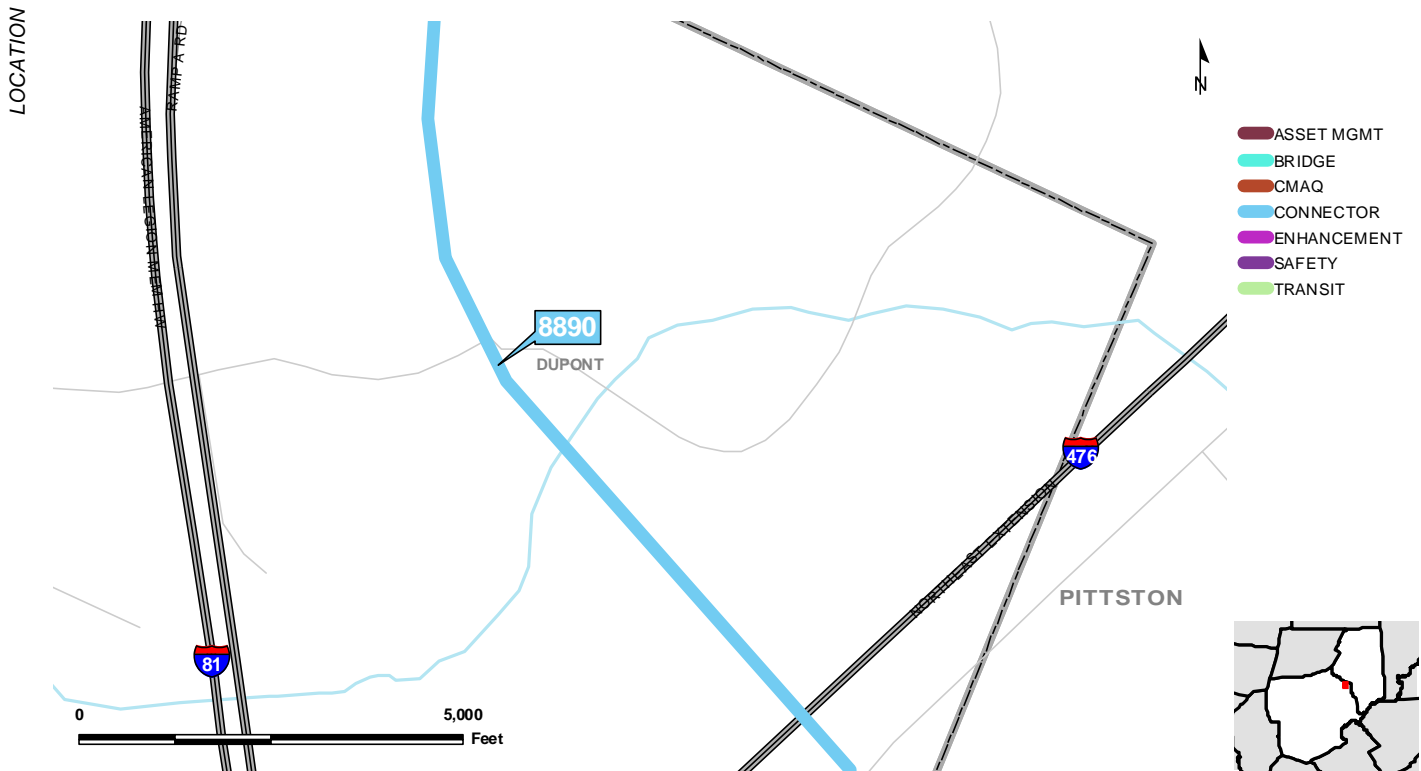 LOCATION
RAMP A RD
AMERICAN LEGION MEM HW
N
ASSET MGMT
BRIDGE
CMAQ
CONNECTOR
ENHANCEMENT
SAFETY
TRANSIT
8890
DUPONT
476
PITTSTON
81
0
5,000
Feet